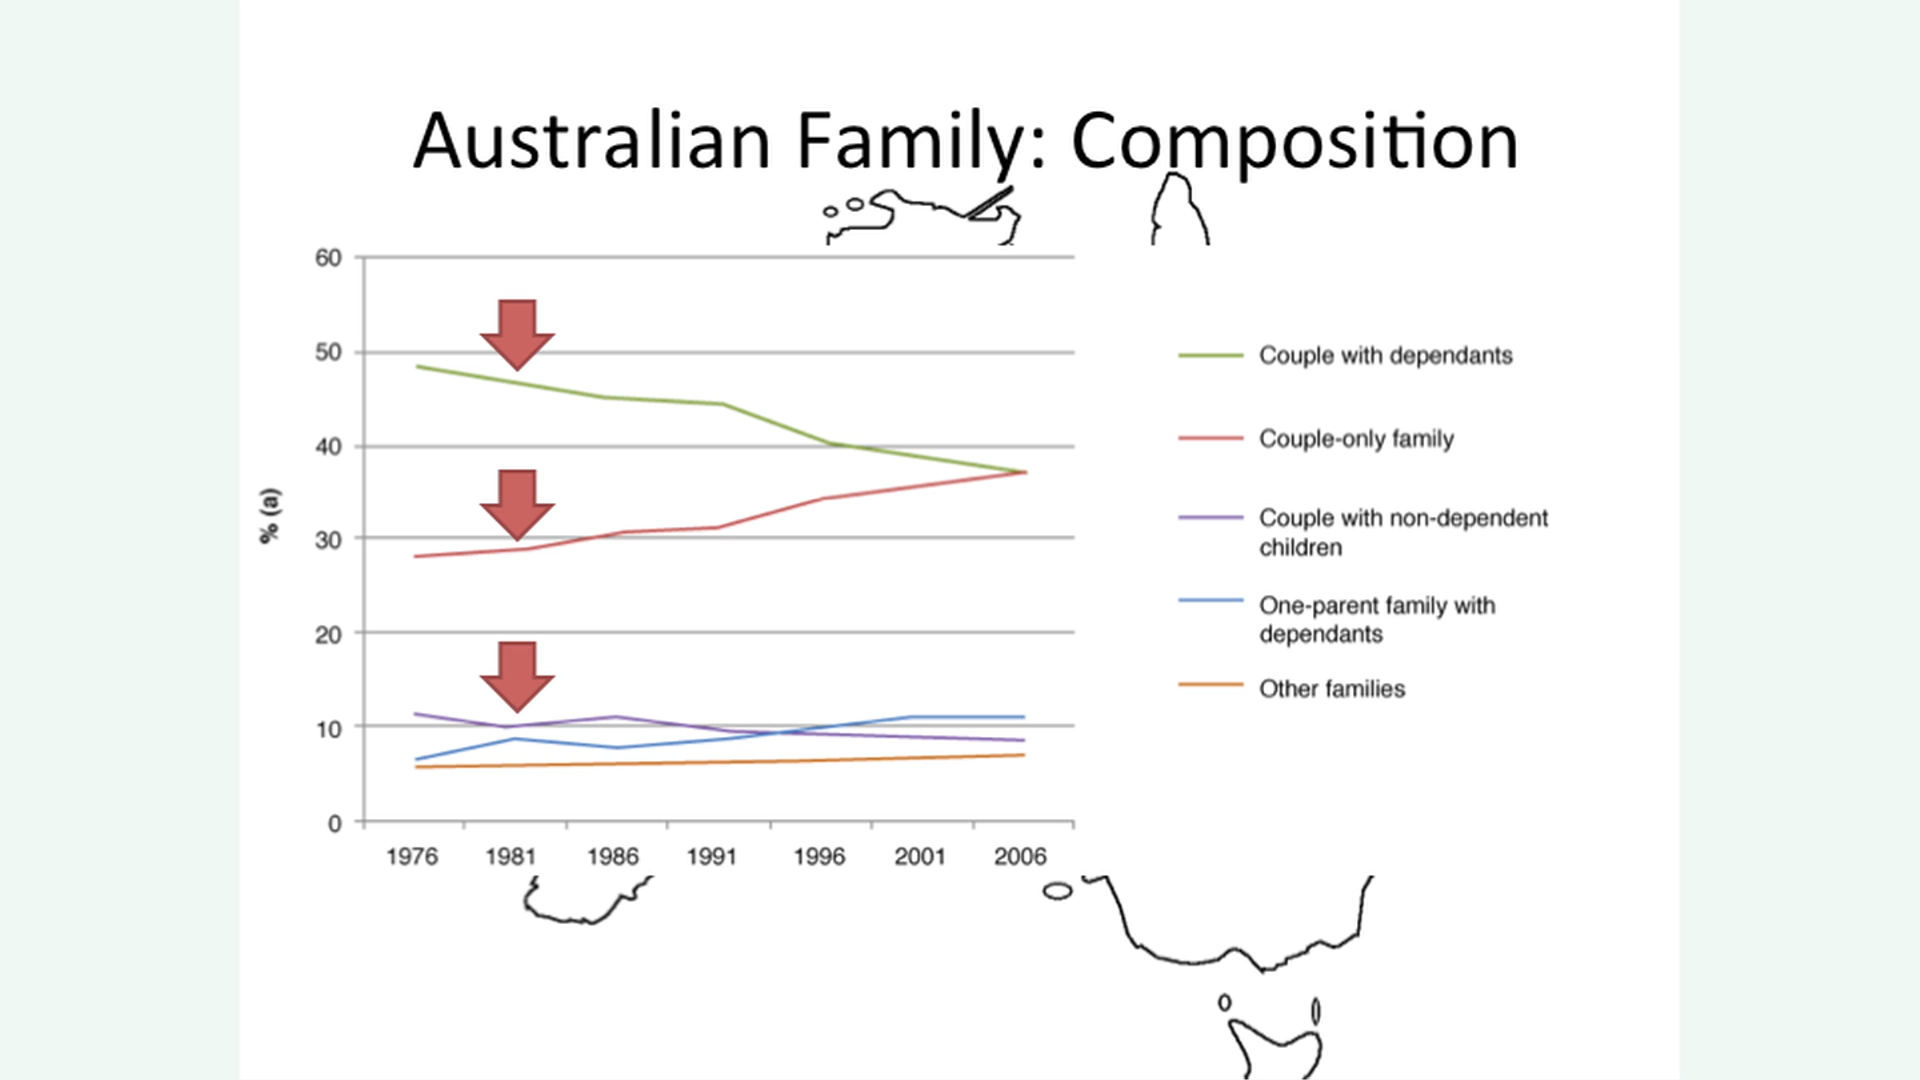 Australian Family: Composition
60
50
40
30
20
10
0
% (a)
1976 1981 1986 1991 1996 2001 2006
Couple with dependants
Couple-only family
Couple with non-dependent
children
One-parent family with
dependants
Other families